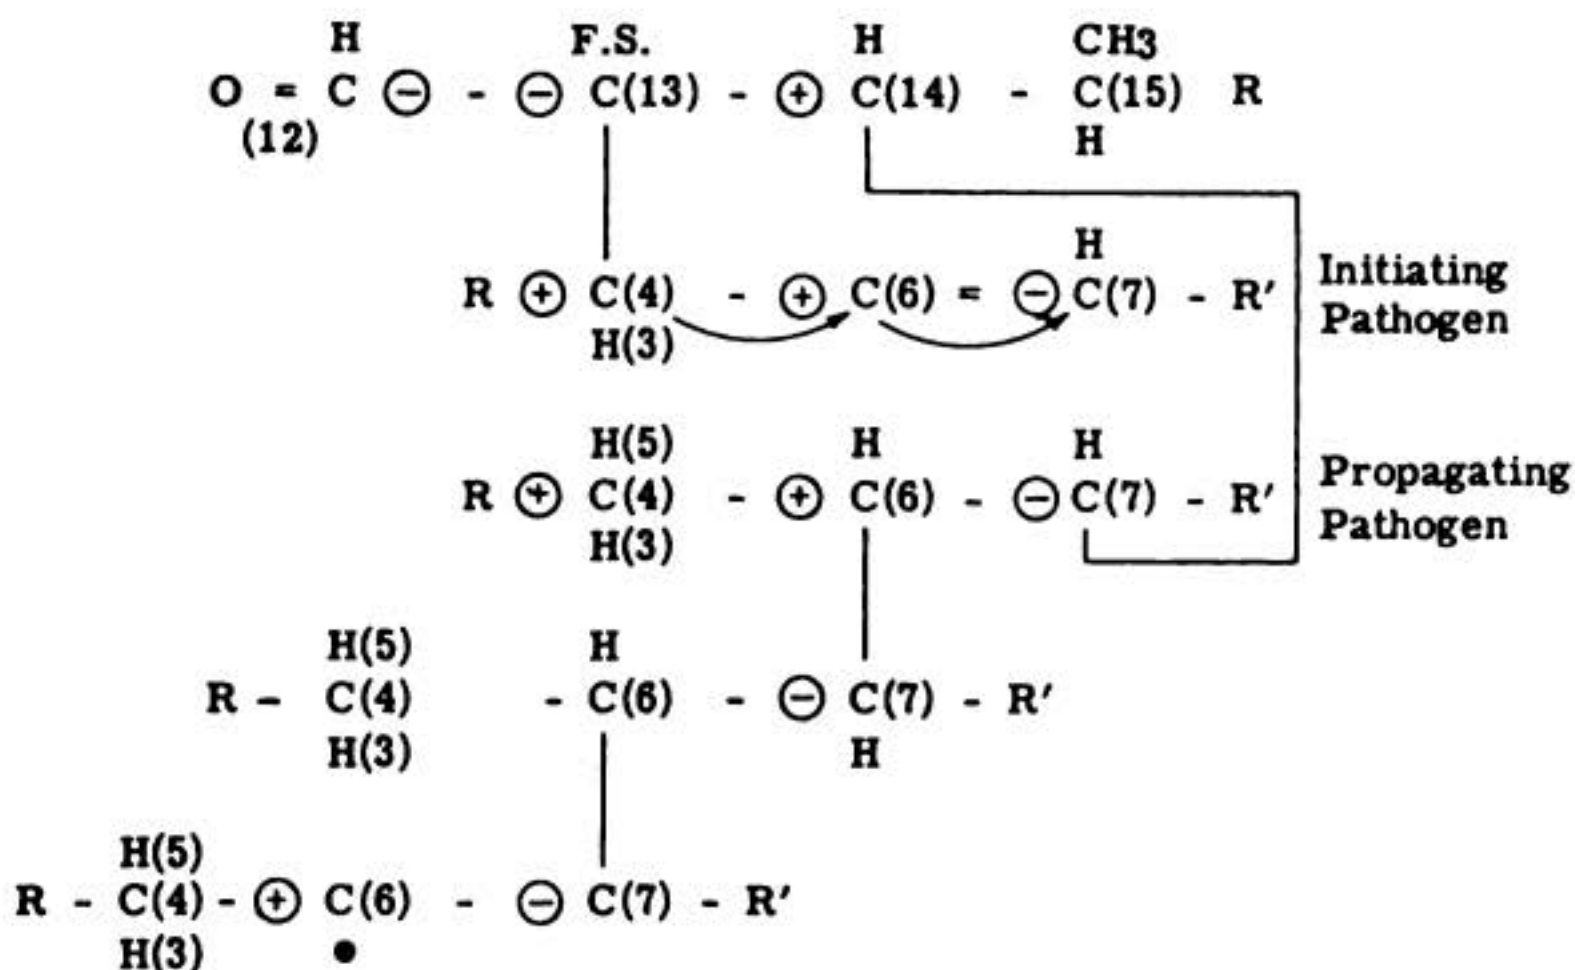 H F.S. H CH3
O = C ⊖ - ⊖ C(13) - ⊕ C(14) - C(15) R
(12) H
H
R ⊕ C(4) - ⊕ C(6) = ⊖ C(7) - R′
H(3)
Initiating
Pathogen
H(5) H H
R ⊕ C(4) - ⊕ C(6) - ⊖ C(7) - R′
H(3)
Propagating
Pathogen
H(5) H
R - C(4) - C(6) - ⊖ C(7) - R′
H(3) H
H(5)
R - C(4) - ⊕ C(6) - ⊖ C(7) - R′
H(3) •